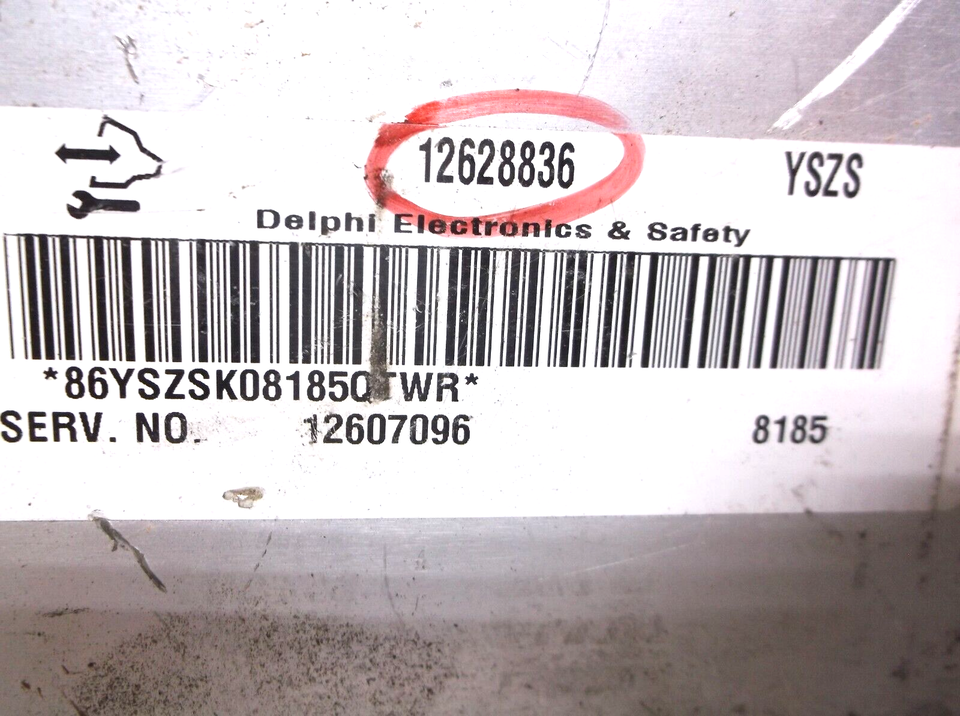 12628836 YSZS
Delphi Electronics & Safety
*86YSZSK08185QTWR*
SERV. NO. 12607096 8185